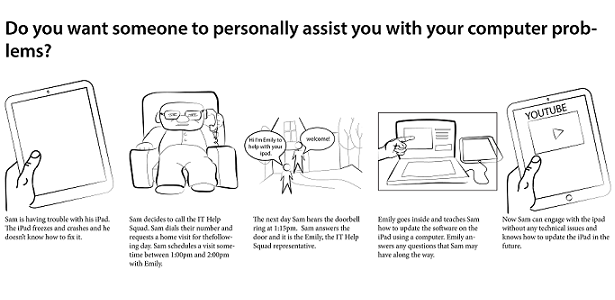 Do you want someone to personally assist you with your computer prob-
lems?
Hi I'm Emily to
help with your
ipad.
welcome!
YOUTUBE
Sam is having trouble with his iPad.
The iPad freezes and crashes and he
doesn't know how to fix it.
Sam decides to call the IT Help
Squad. Sam dials their number and
requests a home visit for thefollow-
ing day. Sam schedules a visit some-
time between 1:00pm and 2:00pm
with Emily.
The next day Sam hears the doorbell
ring at 1:15pm. Sam answers the
door and it is the Emily, the IT Help
Squad representative.
Emily goes inside and teaches Sam
how to update the software on the
iPad using a computer. Emily an-
wers any questions that Sam may
have along the way.
Now Sam can engage with the ipad
without any technical issues and
knows how to update the iPad in the
future.